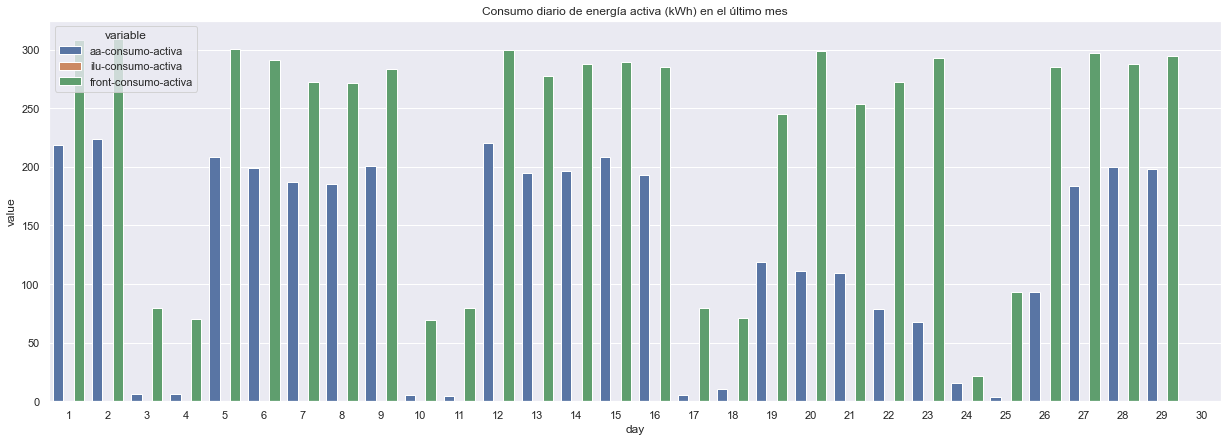 Consumo diario de energía activa (kWh) en el último mes
variable
aa-consumo-activa
ilu-consumo-activa
front-consumo-activa
300
250
200
150
100
50
0
value
1 2 3 4 5 6 7 8 9 10 11 12 13 14 15 16 17 18 19 20 21 22 23 24 25 26 27 28 29 30
day